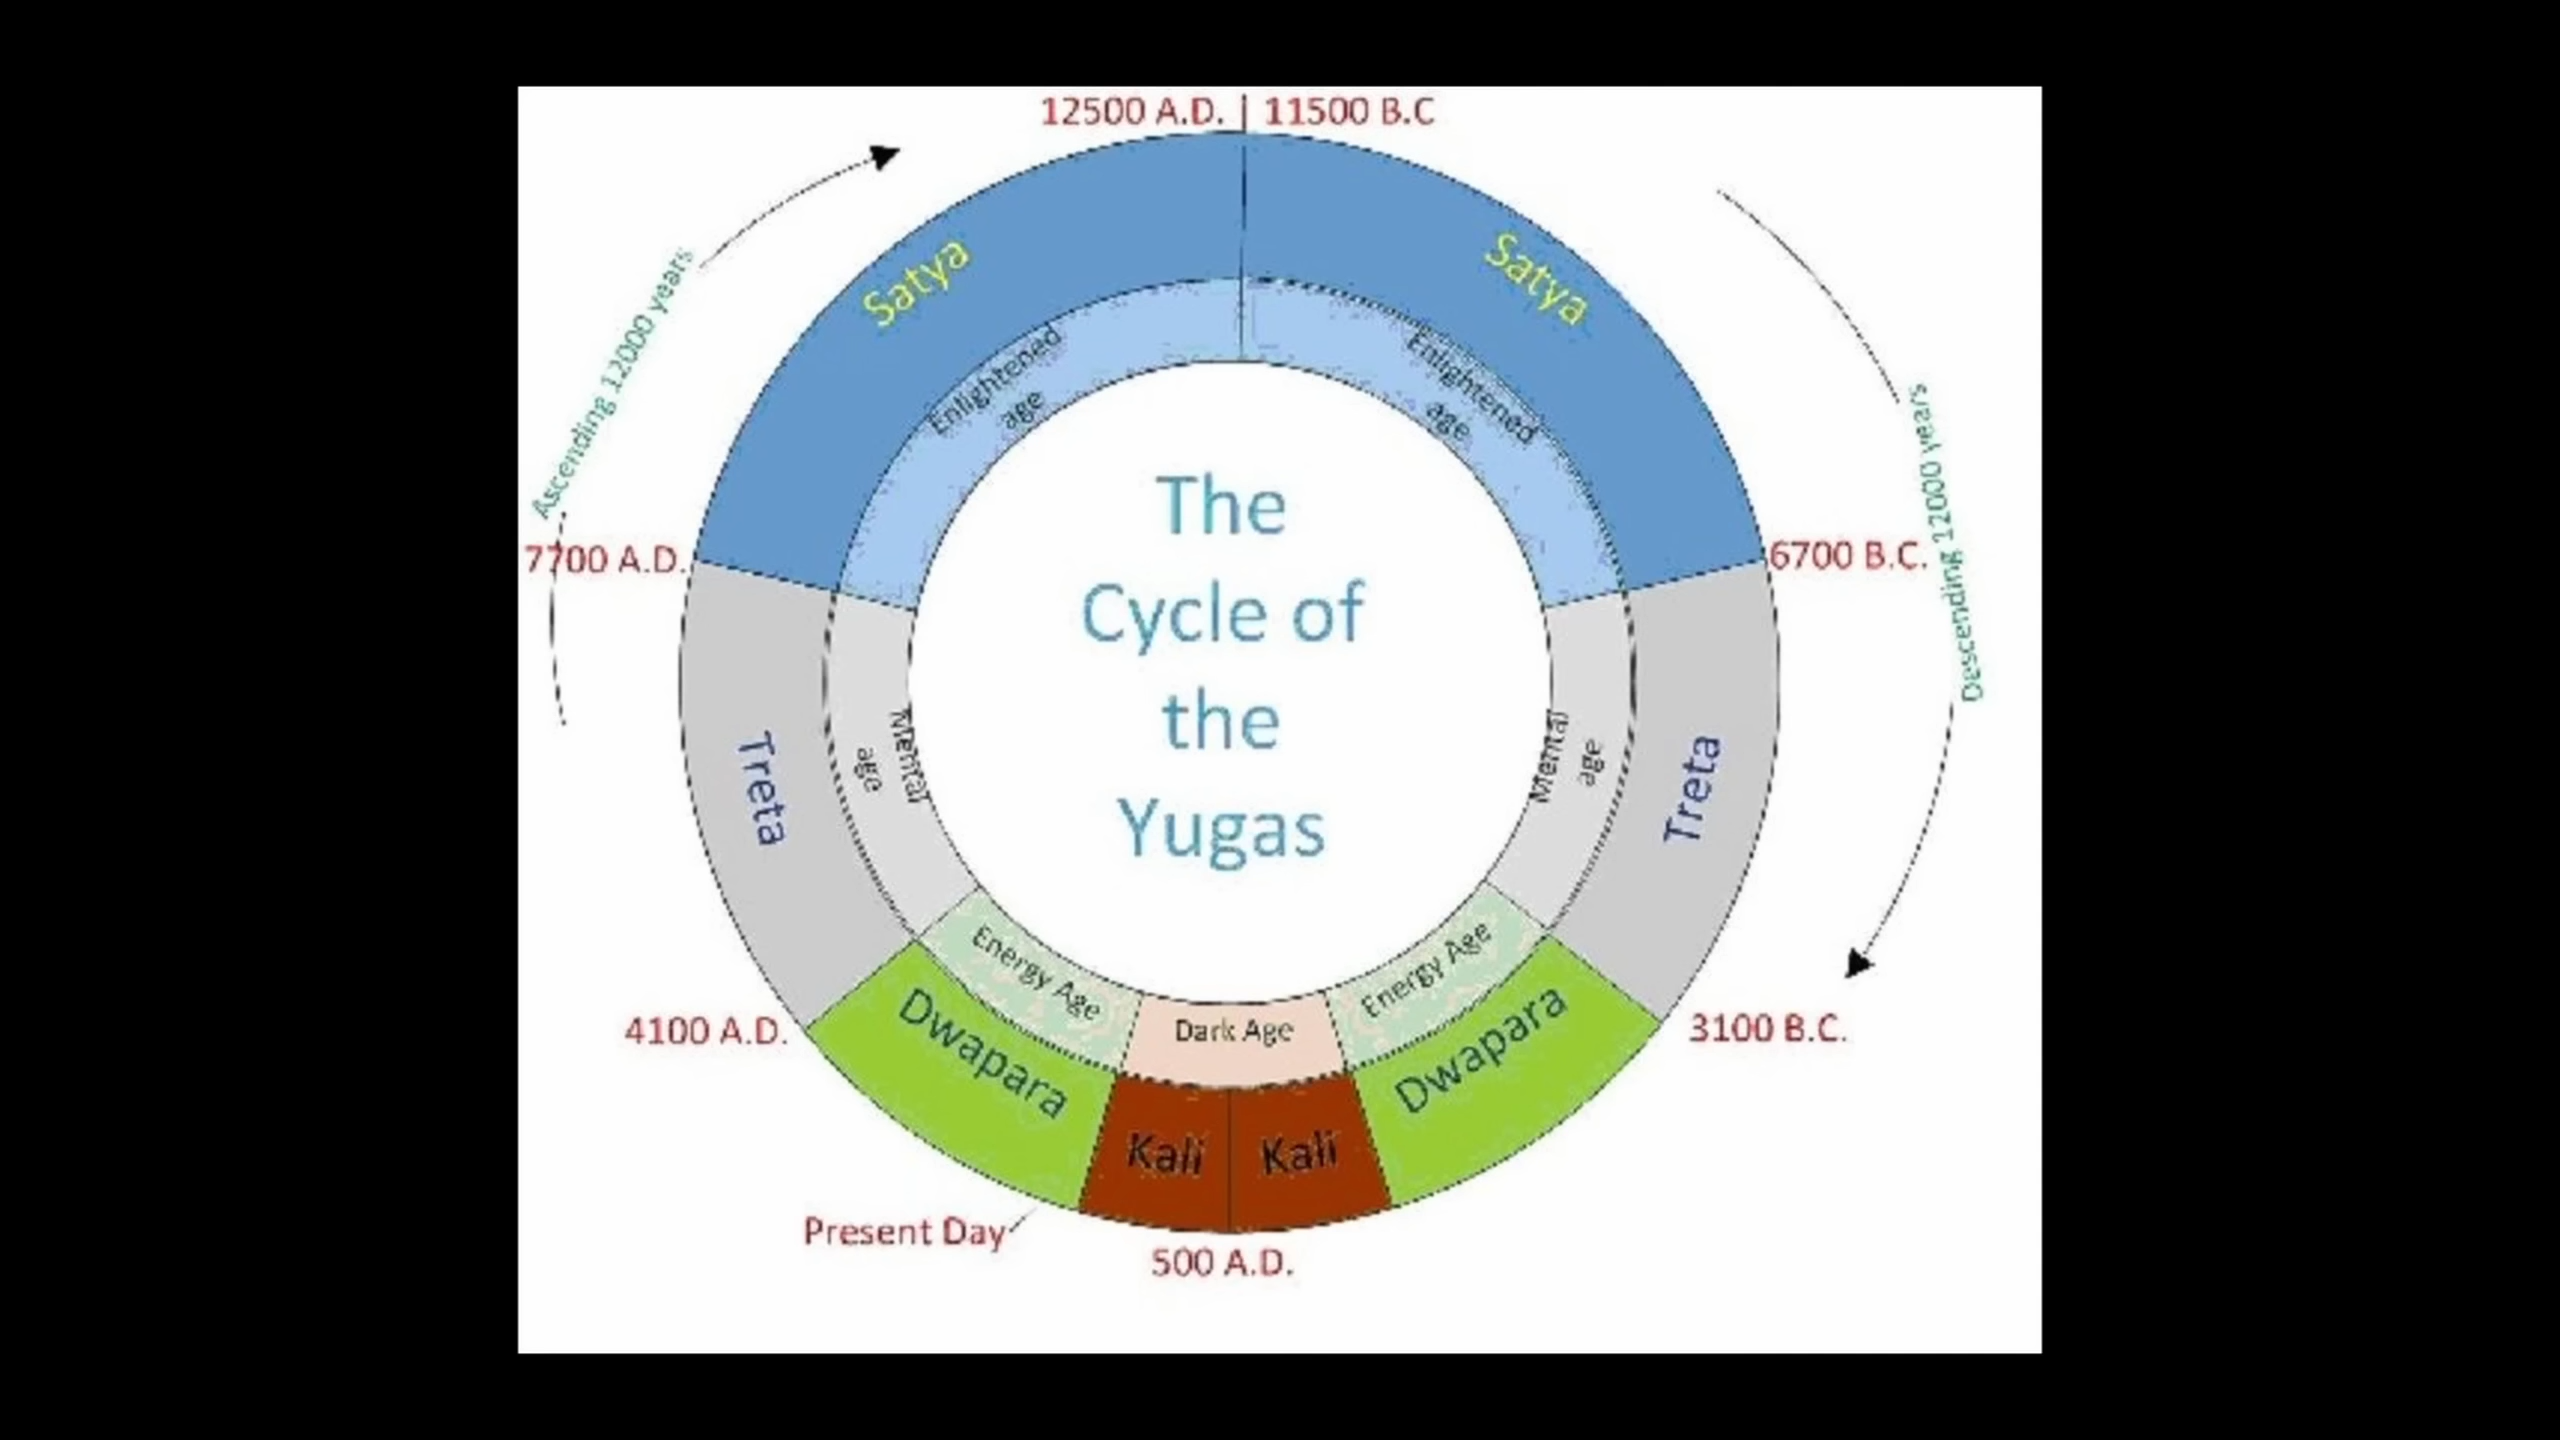 12500 A.D. | 11500 B.C
Satya
Satya
Enlightened
age
Enlightened
age
Ascending 12000 years
Descending 12000 years
7700 A.D.
6700 B.C.
The
Cycle of
the
Yugas
Treta
Mental
age
Mental
age
Treta
Energy Age
Dark Age
Energy Age
4100 A.D.
3100 B.C.
Dwapara
Kali
Kali
Dwapara
Present Day
500 A.D.